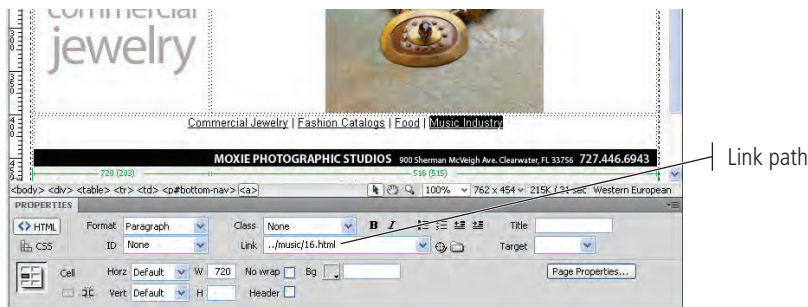 commercial
jewelry
Commercial Jewelry | Fashion Catalogs | Food | Music Industry
MOXIE PHOTOGRAPHIC STUDIOS 900 Sherman McVeigh Ave. Clearwater, FL 33756 727.446.6943
720 (203) 516 (515)
Link path
<body> <div> <table> <tr> <td> <p#bottom-nav> <a> 100% 762 x 454 215K / 31 sec Western European
PROPERTIES
<> HTML Format Paragraph Class None B I Title
CSS ID None Link ../music/16.html Target
Cell Horz Default W 720 No wrap Bg Page Properties...
Vert Default H Header